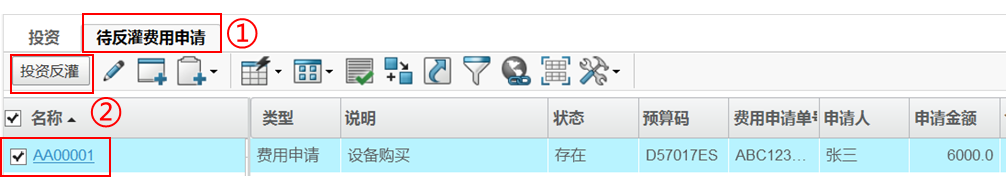 投资 待反灌费用申请 ①
投资反灌
② 
名称 类型 说明 状态 预算码 费用申请单号 申请人 申请金额
AA00001 费用申请 设备购买 存在 D57017ES ABC123... 张三 6000.0